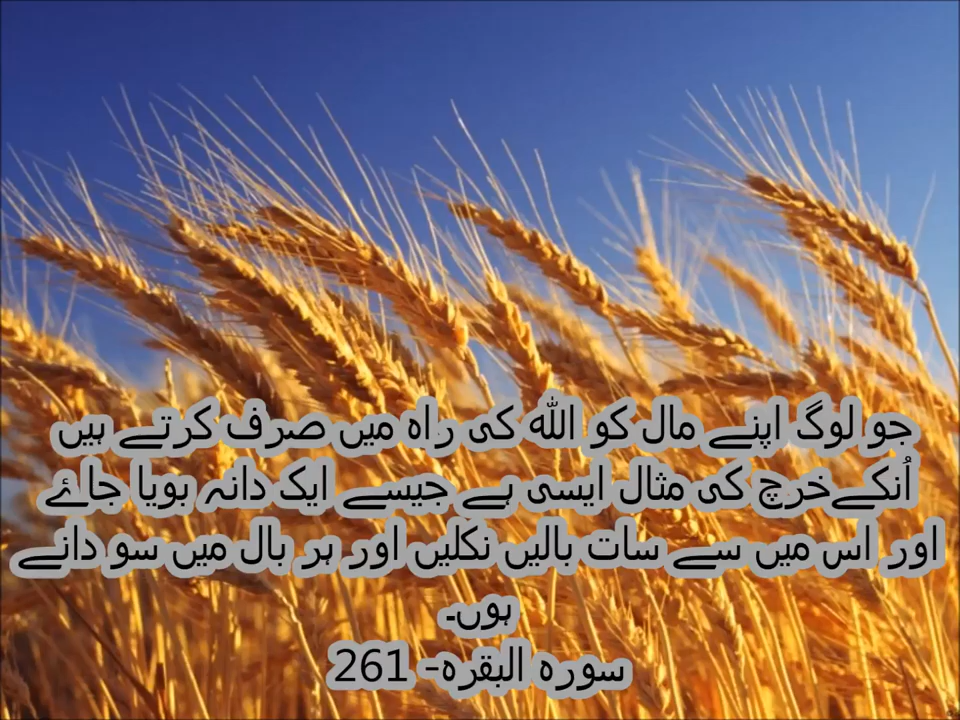 جو لوگ اپنے مال کو اللہ کی راہ میں صرف کرتے ہیں
اُنکےخرچ کی مثال ایسی ہے جیسے ایک دانہ بویا جاۓ
اور اس میں سے سات بالیں نکلیں اور ہر بال میں سو دانے
ہوں۔
سورہ البقرہ- 261